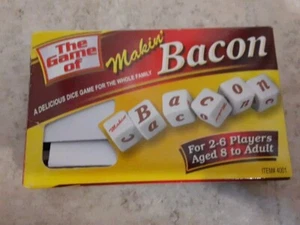 The
Game
of
Makin'
Bacon
A DELICIOUS DICE GAME FOR THE WHOLE FAMILY
Makin'
B a c o n
For 2-6 Players
Aged 8 to Adult